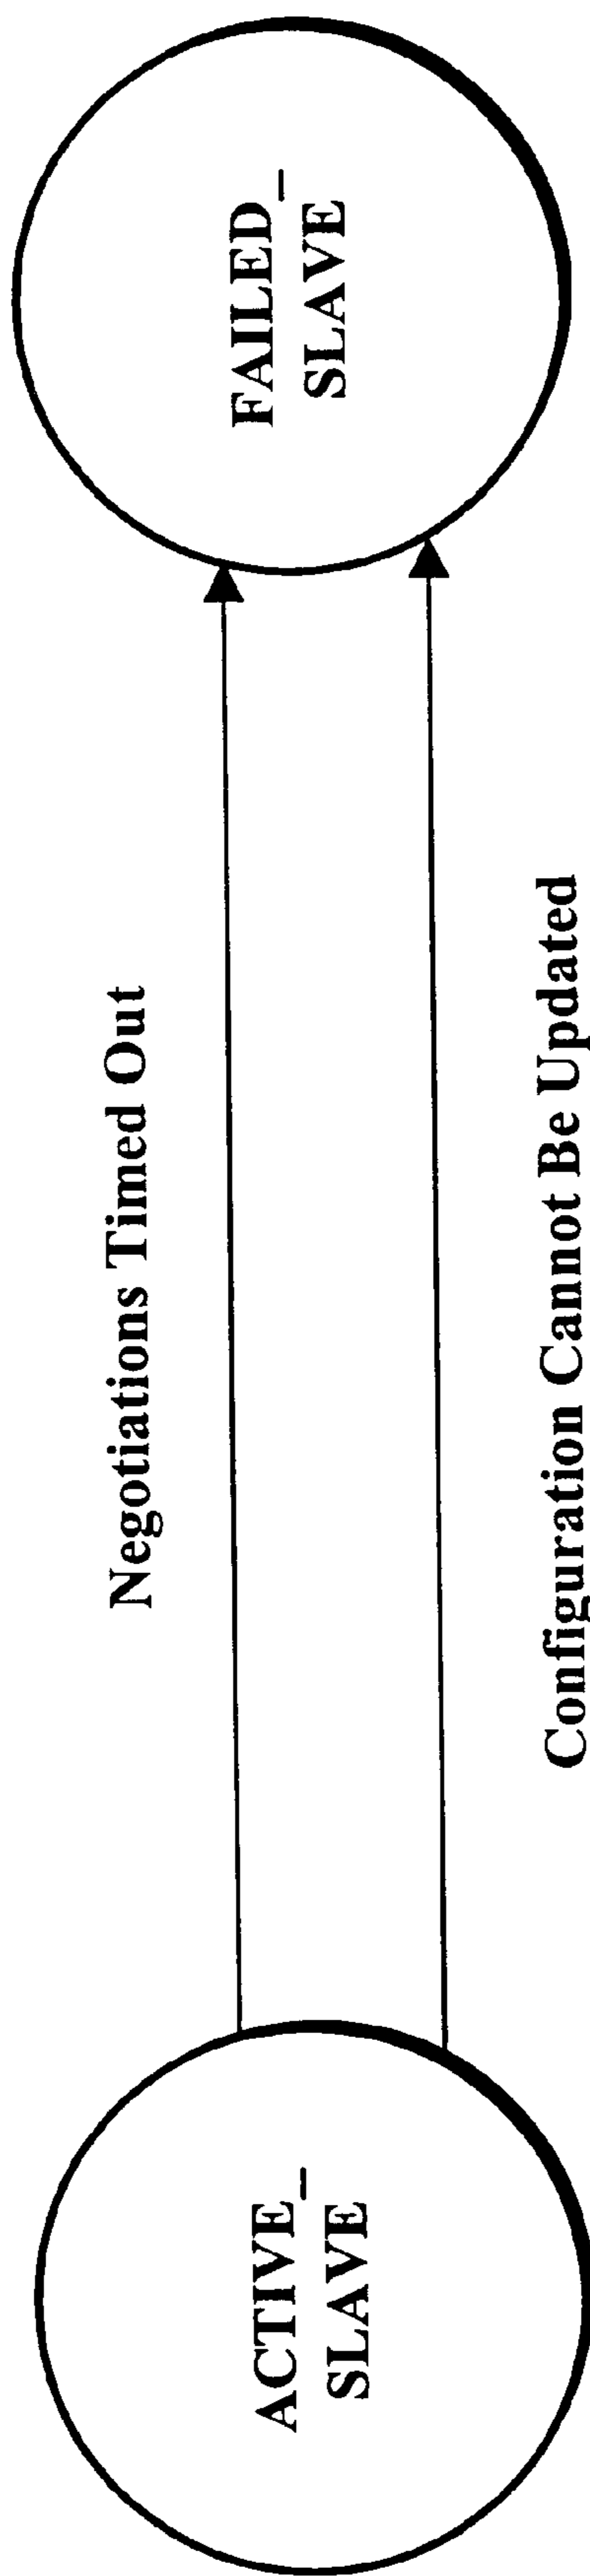 Negotiations Timed Out
ACTIVE_
SLAVE
FAILED_
SLAVE
Configuration Cannot Be Updated